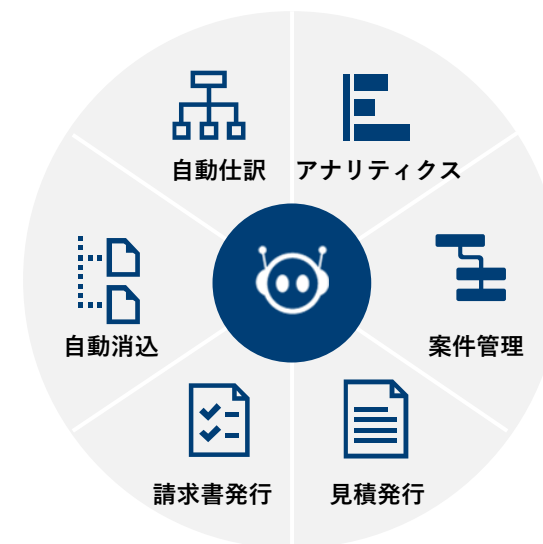 自動仕訳
アナリティクス
自動消込
案件管理
請求書発行
見積発行